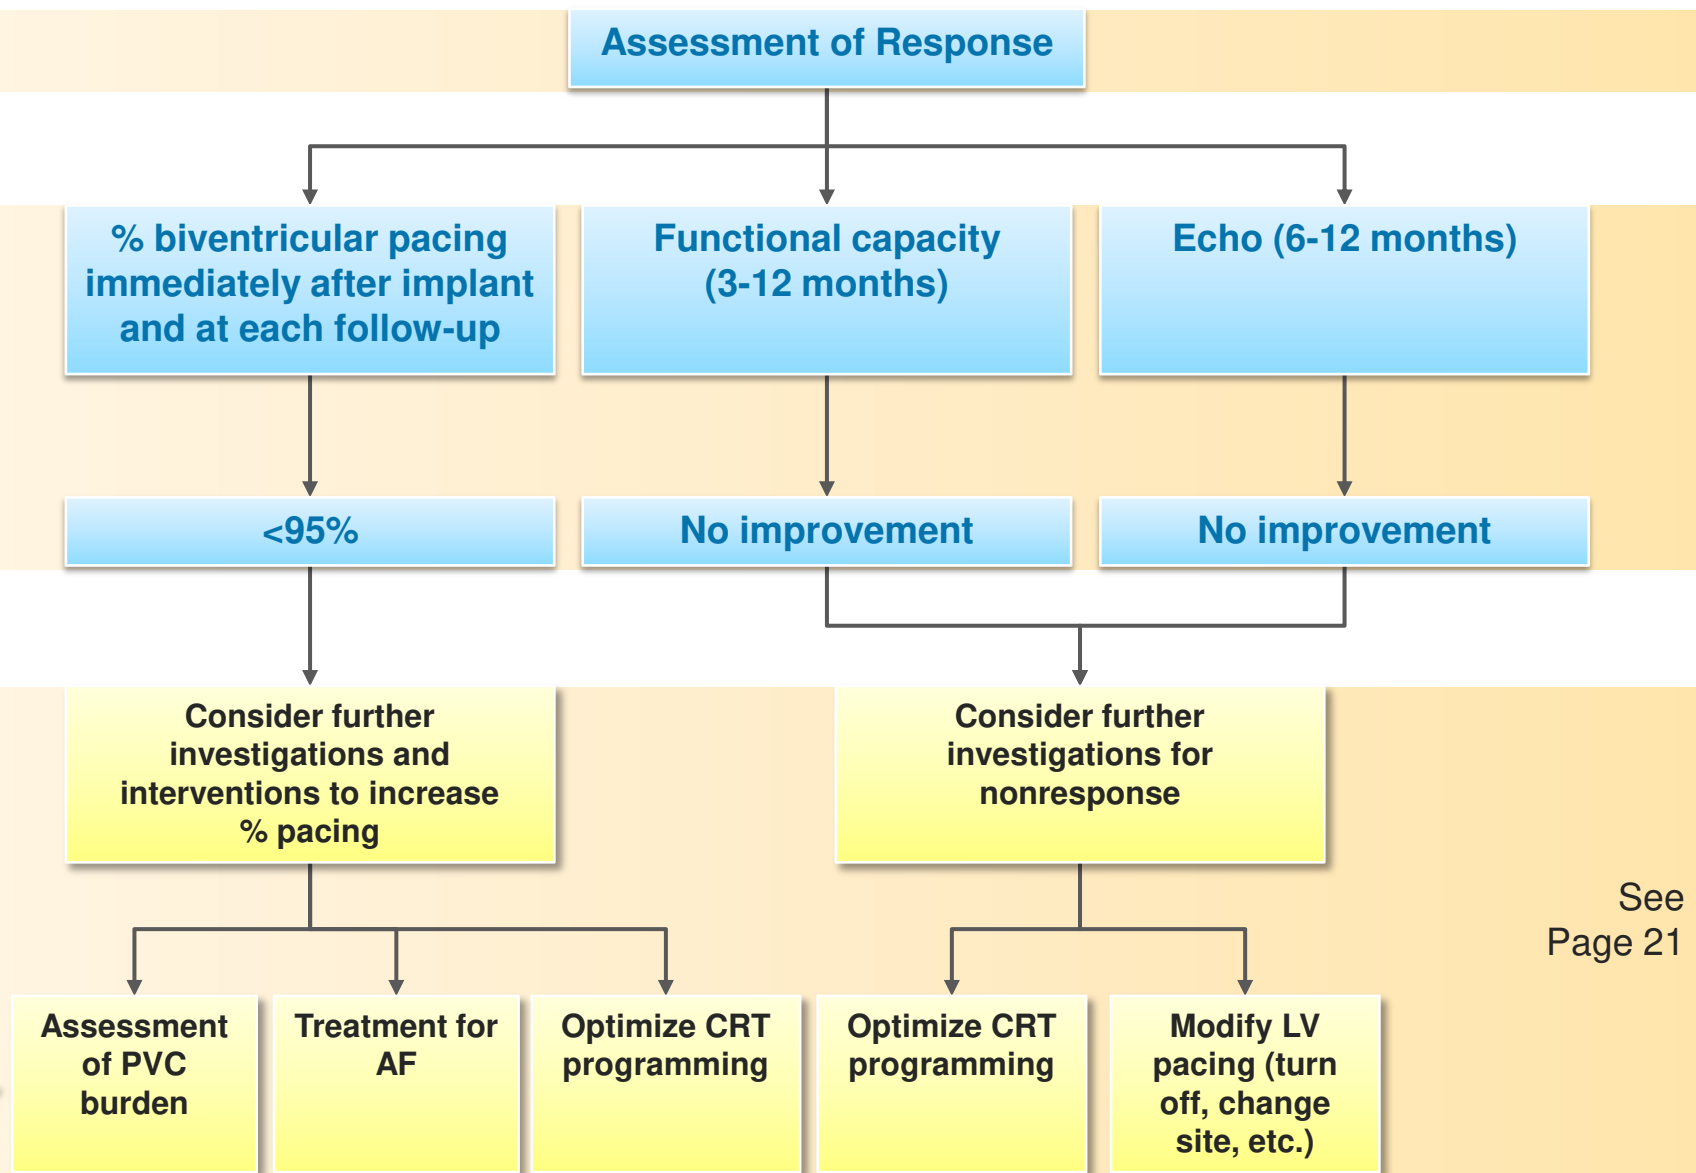 Assessment of Response
% biventricular pacing
immediately after implant
and at each follow-up
Functional capacity
(3-12 months)
Echo (6-12 months)
<95%
No improvement
No improvement
Consider further
investigations and
interventions to increase
% pacing
Consider further
investigations for
nonresponse
See
Page 21
Assessment
of PVC
burden
Treatment for
AF
Optimize CRT
programming
Optimize CRT
programming
Modify LV
pacing (turn
off, change
site, etc.)